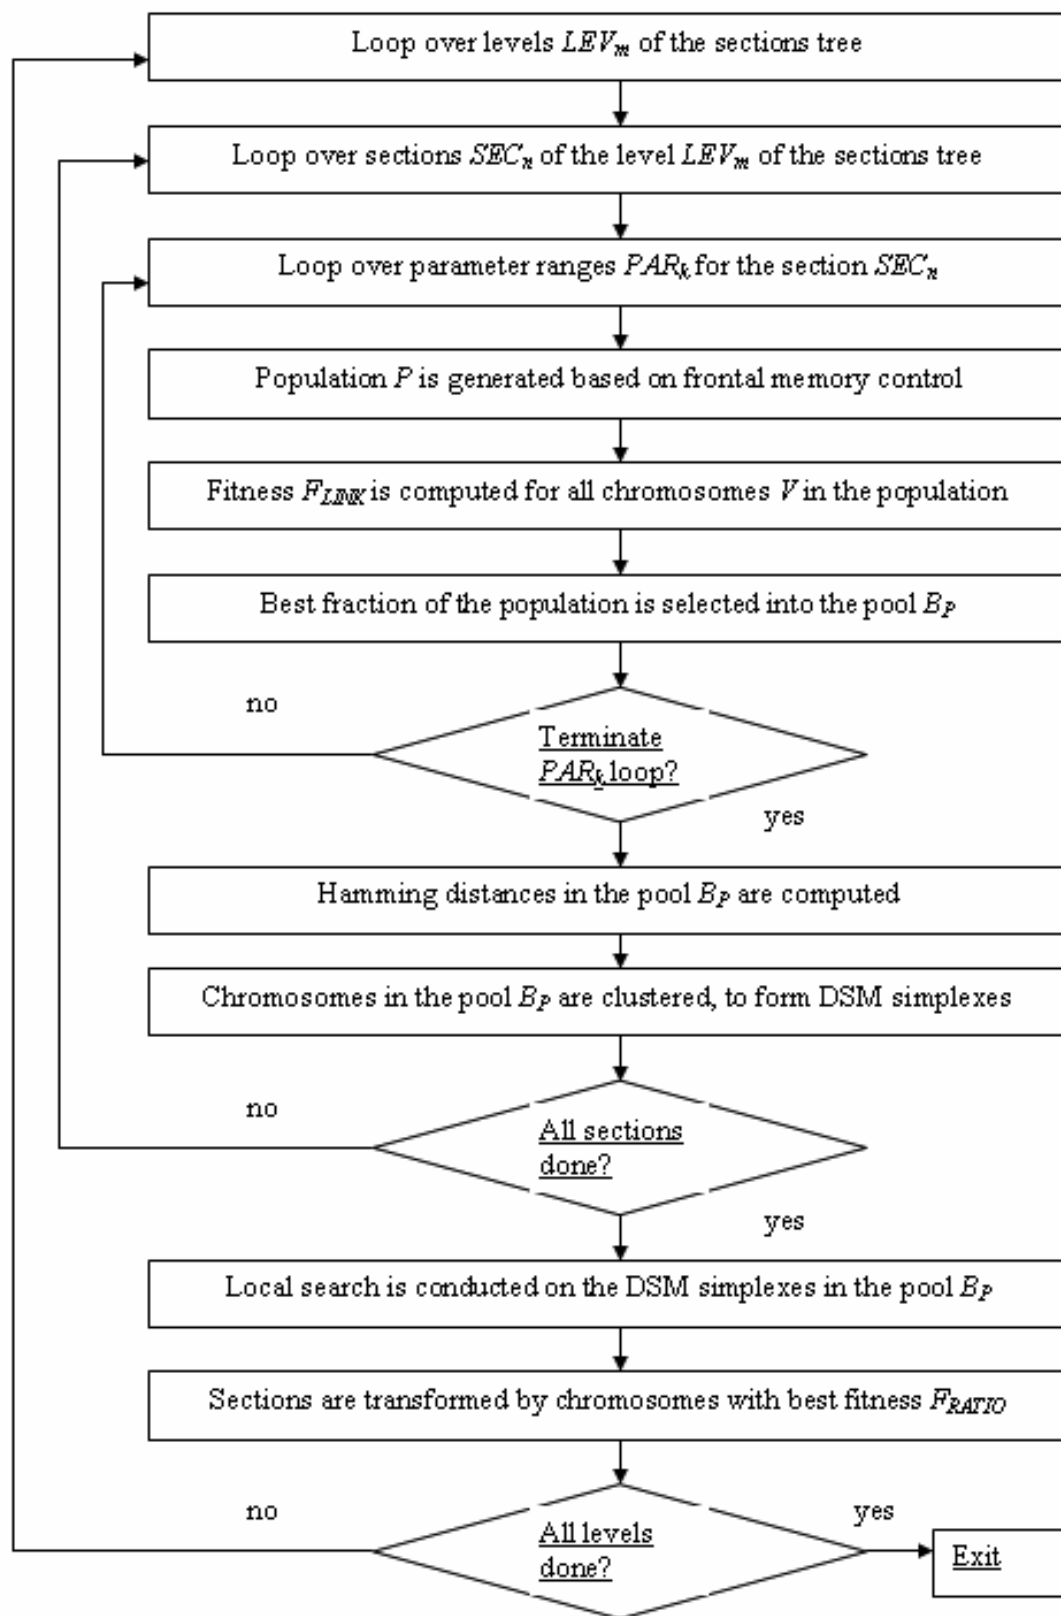 Loop over levels LEVm of the sections tree
Loop over sections SECn of the level LEVm of the sections tree
Loop over parameter ranges PARk for the section SECn
Population P is generated based on frontal memory control
Fitness FLINK is computed for all chromosomes V in the population
Best fraction of the population is selected into the pool BP
no
Terminate
PARk loop?
yes
Hamming distances in the pool BP are computed
Chromosomes in the pool BP are clustered, to form DSM simplexes
no
All sections
done?
yes
Local search is conducted on the DSM simplexes in the pool BP
Sections are transformed by chromosomes with best fitness FRATIO
no
yes
All levels
done?
Exit